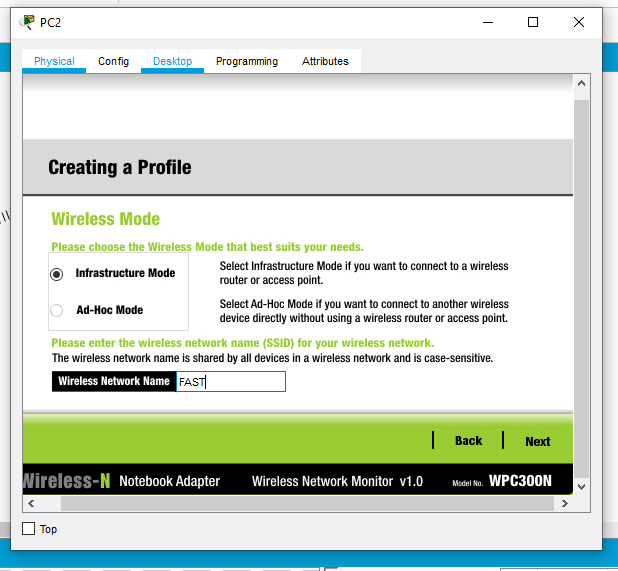 PC2
Physical Config Desktop Programming Attributes
Creating a Profile
Wireless Mode
Please choose the Wireless Mode that best suits your needs.
Infrastructure Mode
Select Infrastructure Mode if you want to connect to a wireless
router or access point.
Ad-Hoc Mode
Select Ad-Hoc Mode if you want to connect to another wireless
device directly without using a wireless router or access point.
Please enter the wireless network name (SSID) for your wireless network.
The wireless network name is shared by all devices in a wireless network and is case-sensitive.
Wireless Network Name FAST
Back Next
Wireless-N Notebook Adapter Wireless Network Monitor v1.0 Model No. WPC300N
Top